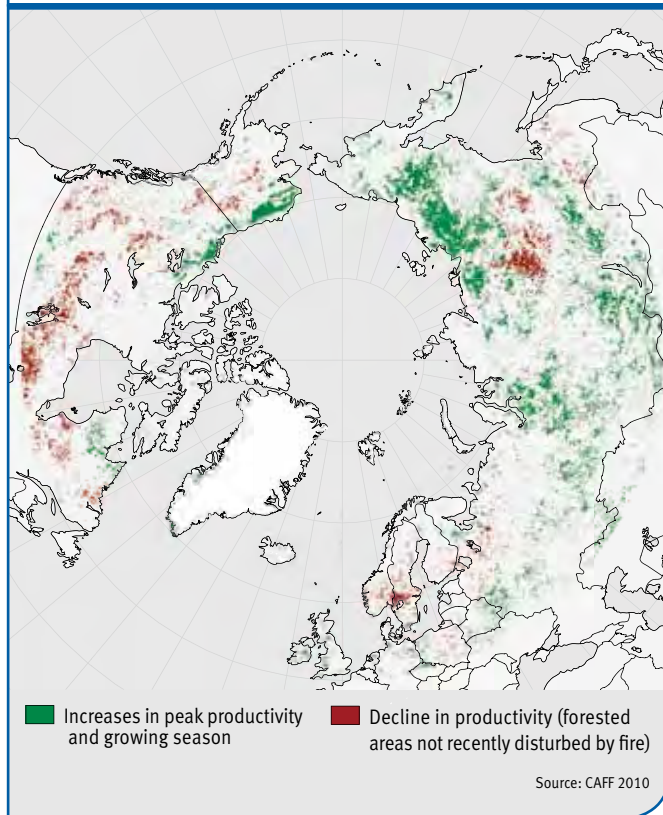 Increases in peak productivity
and growing season
Decline in productivity (forested
areas not recently disturbed by fire)
Source: CAFF 2010